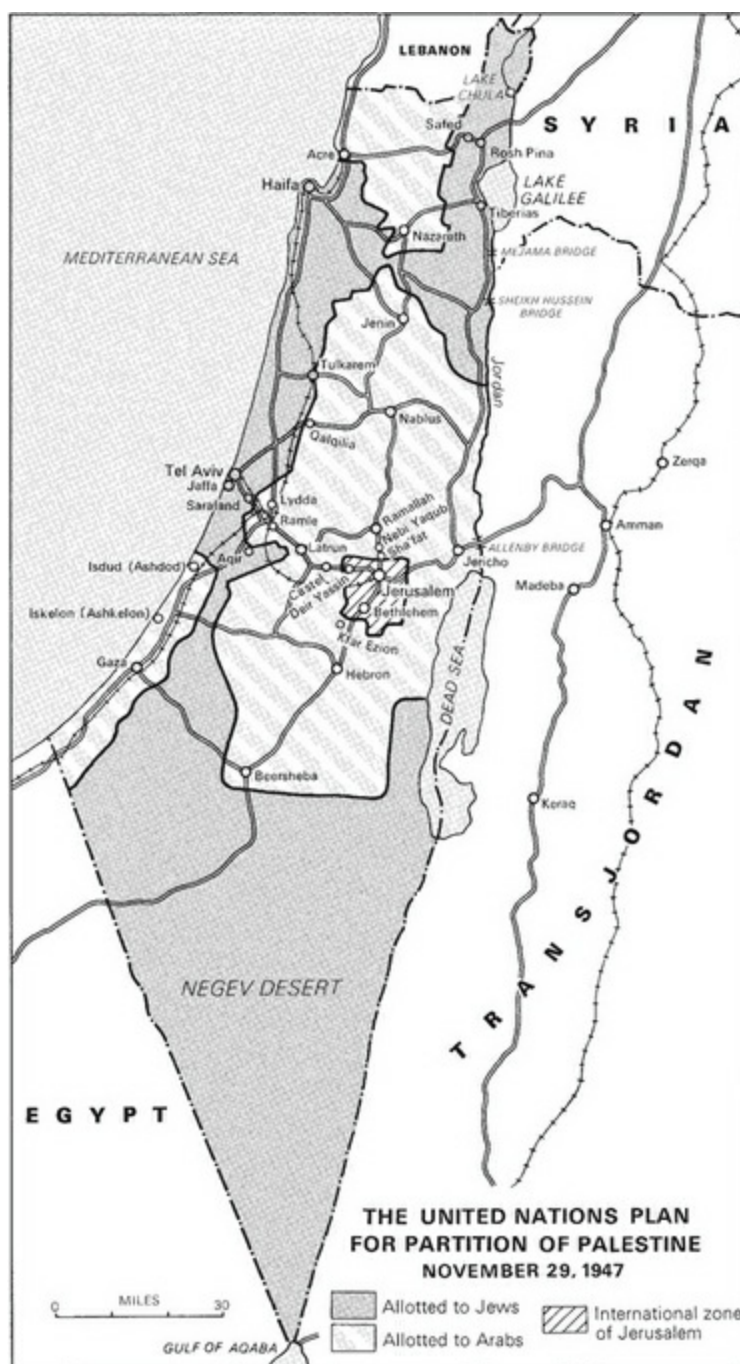 LEBANON
LAKE
CHULA
SYRIA
Safed
Rosh Pina
Acre
Haifa
LAKE
GALILEE
Tiberias
Nazareth
MEDITERRANEAN SEA
MEJAMA BRIDGE
SHEIKH HUSSEIN
BRIDGE
Jenin
Jordan
Tulkarem
Nablus
Qalqilia
Tel Aviv
Jaffa
Saraland
Lydda
Ramle
Zerqa
Ramallah
Nebi Yaqub
Sha'fat
Amman
Latrun
Aqir
ALLENBY BRIDGE
Jericho
Isdud (Ashdod)
Castel
Deir Yassin
Jerusalem
Madeba
Bethlehem
Iskelon (Ashkelon)
Kfar Ezion
Gaza
Hebron
DEAD SEA
Beersheba
Keraq
TRANSJORDAN
NEGEV DESERT
EGYPT
THE UNITED NATIONS PLAN
FOR PARTITION OF PALESTINE
NOVEMBER 29, 1947
0 MILES 30
Allotted to Jews
Allotted to Arabs
International zone
of Jerusalem
GULF OF AQABA